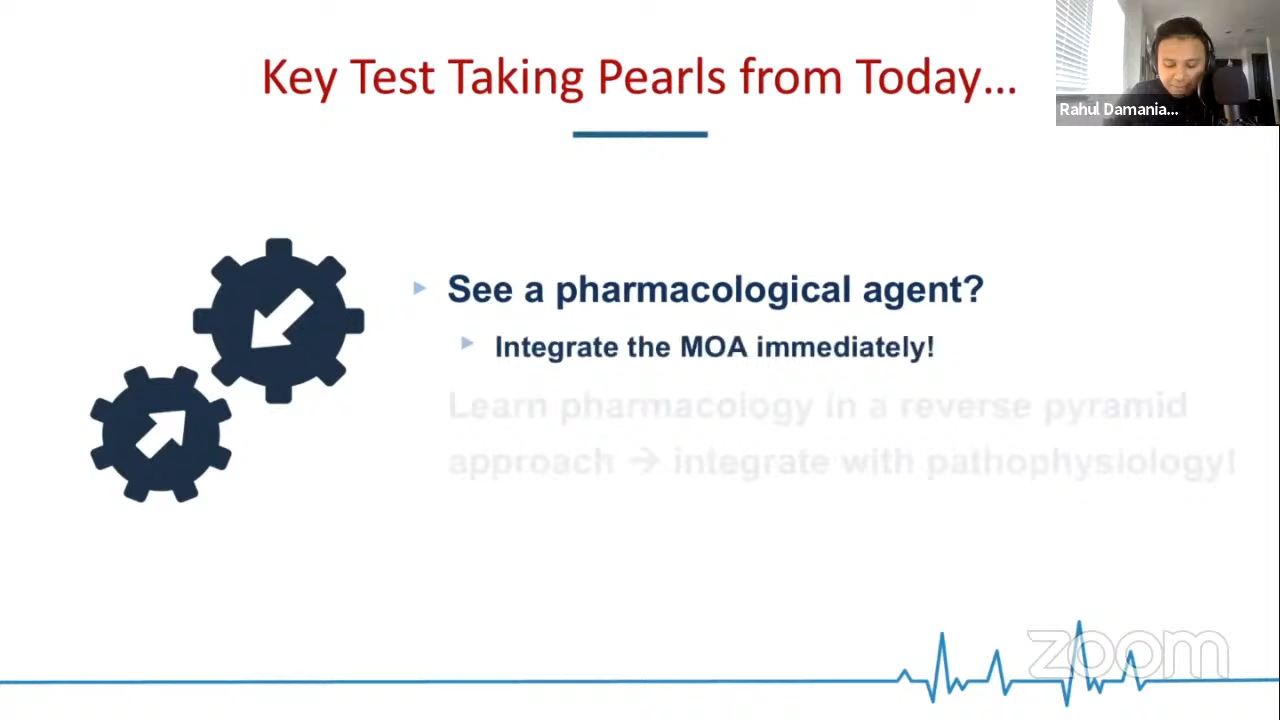 Key Test Taking Pearls from Today...
Rahul Damania...
See a pharmacological agent?
Integrate the MOA immediately!
Learn pharmacology in a reverse pyramid
approach → integrate with pathophysiology!
zoom